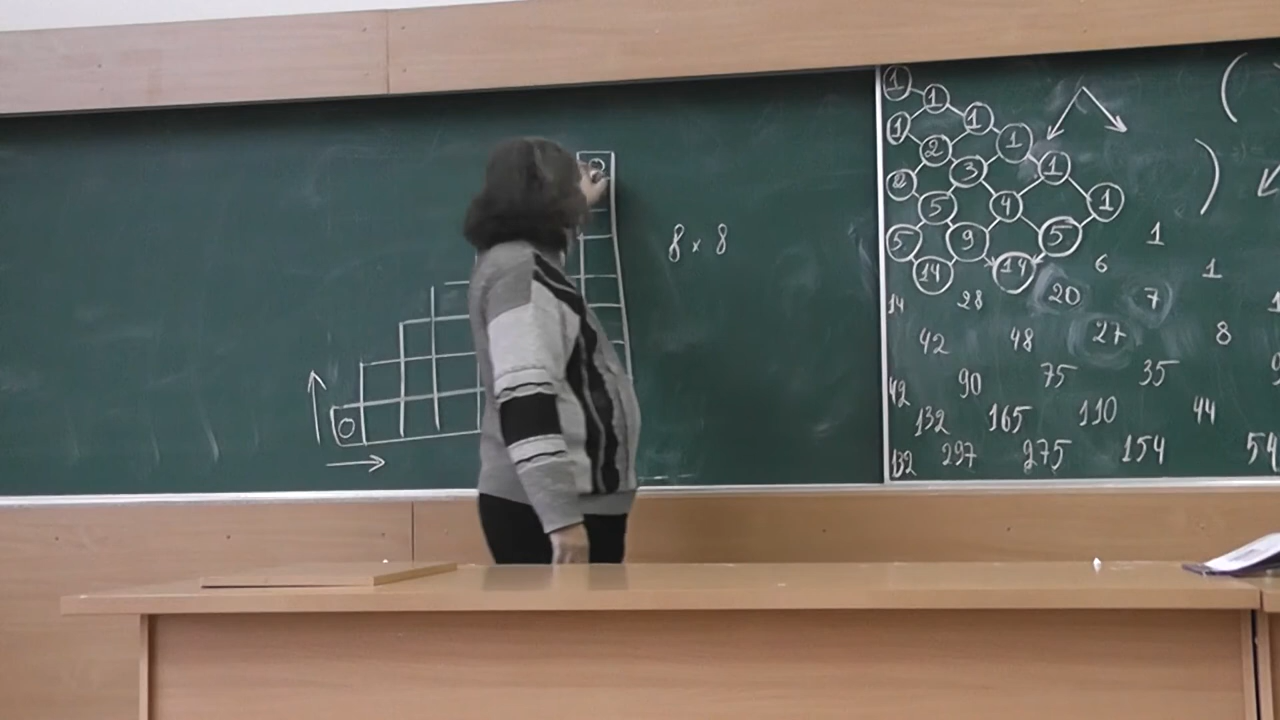 8 × 8
1
1
1 1
2 1
3 1
2
5 4 1
5 9 5 1
14 14 6 1
14 28 20 7
42 48 27 8
90 75 35
42
132 165 110 44
132 297 275 154 54